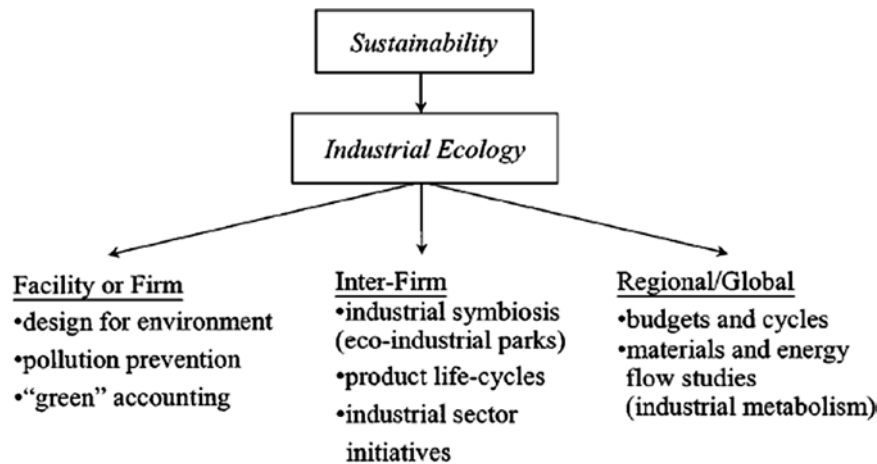 Sustainability
Industrial Ecology
Facility or Firm
•design for environment
•pollution prevention
•“green” accounting
Inter-Firm
•industrial symbiosis
(eco-industrial parks)
•product life-cycles
•industrial sector
initiatives
Regional/Global
•budgets and cycles
•materials and energy
flow studies
(industrial metabolism)